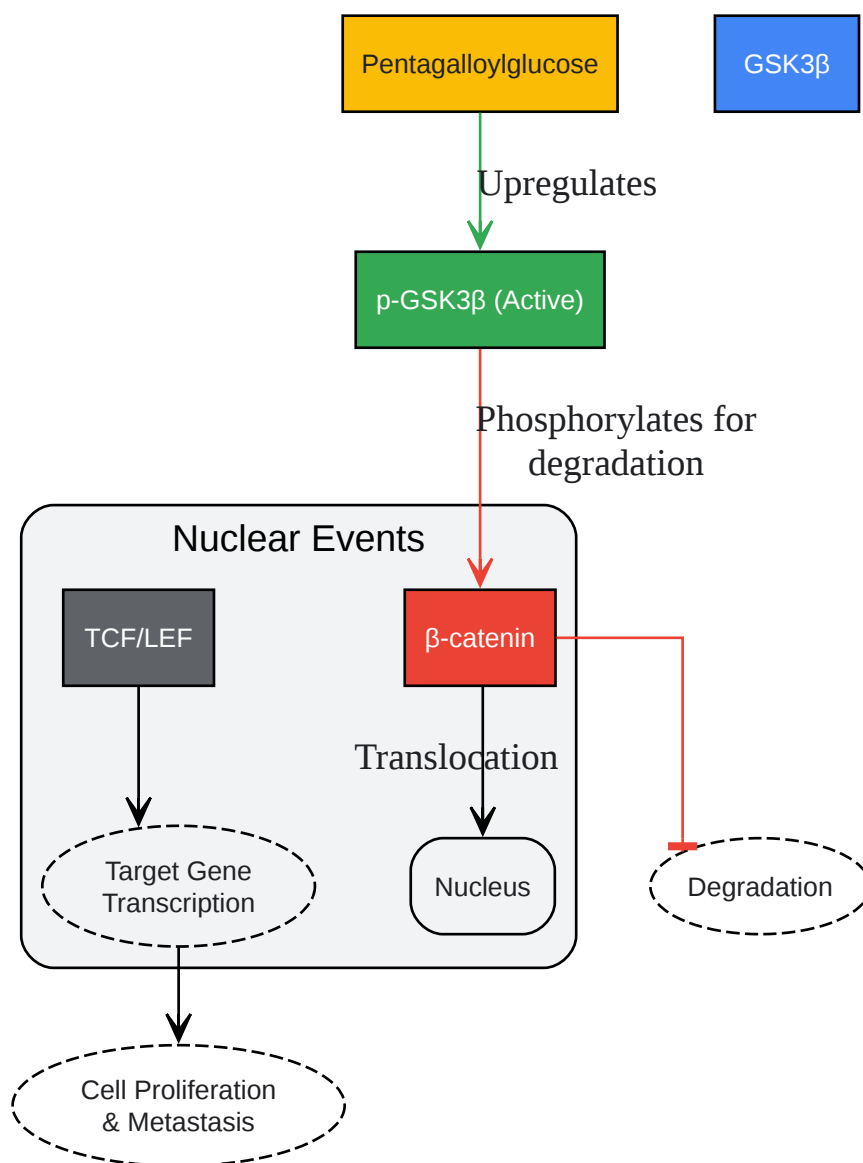 Pentagalloylglucose
GSK3β
Upregulates
p-GSK3β (Active)
Phosphorylates for
degradation
Nuclear Events
TCF/LEF
β-catenin
Translocation
Target Gene
Transcription
Nucleus
Degradation
Cell Proliferation
& Metastasis